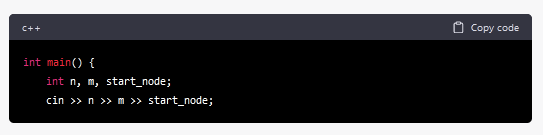 c++
Copy code
int main() {
    int n, m, start_node;
    cin >> n >> m >> start_node;